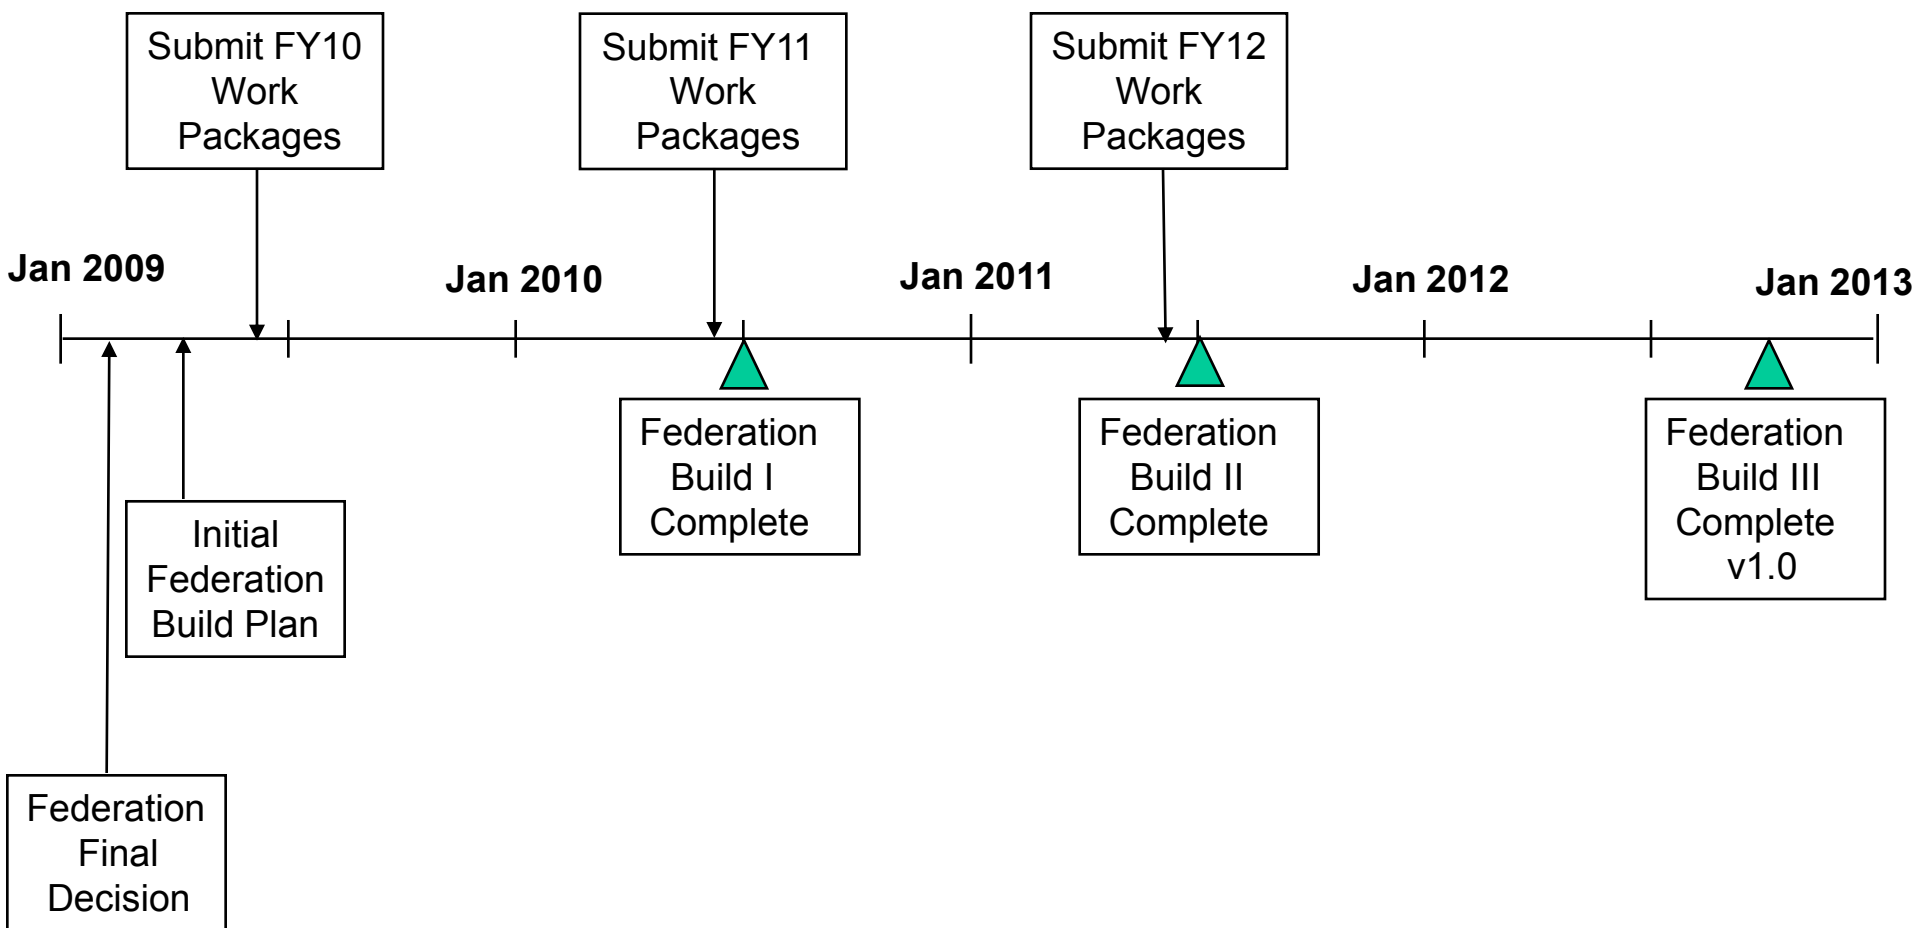 Submit FY10
Work
Packages
Submit FY11
Work
Packages
Submit FY12
Work
Packages
Jan 2009
Jan 2010
Jan 2011
Jan 2012
Jan 2013
Federation
Build I
Complete
Federation
Build II
Complete
Federation
Build III
Complete
v1.0
Initial
Federation
Build Plan
Federation
Final
Decision